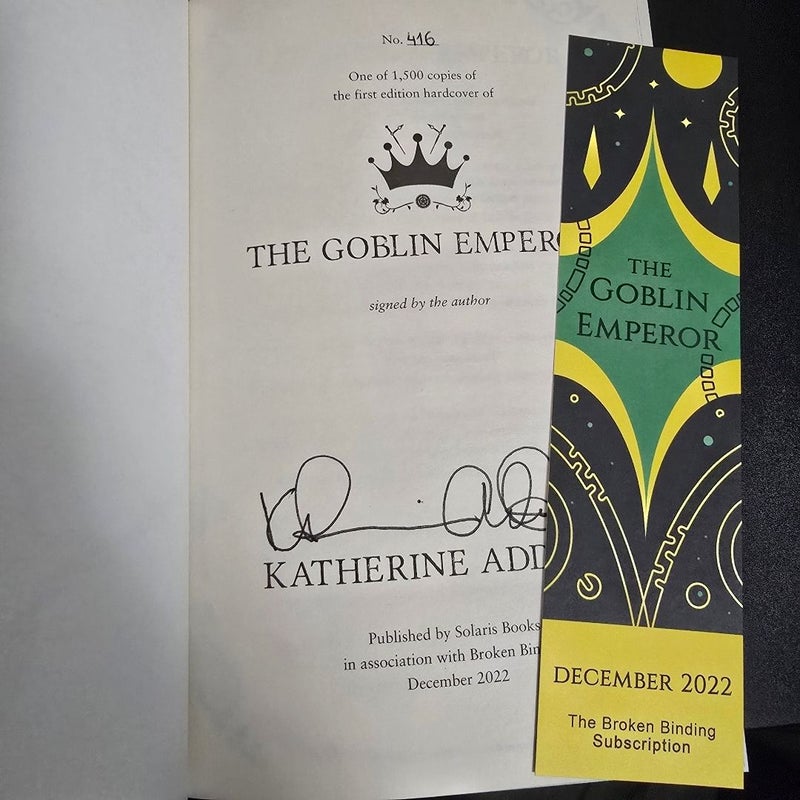 No. 416
One of 1,500 copies of
the first edition hardcover of
THE GOBLIN EMPERO
signed by the author
KATHERINE ADD
Published by Solaris Books
in association with Broken Bin
December 2022
THE
GOBLIN
EMPEROR
DECEMBER 2022
The Broken Binding
Subscription